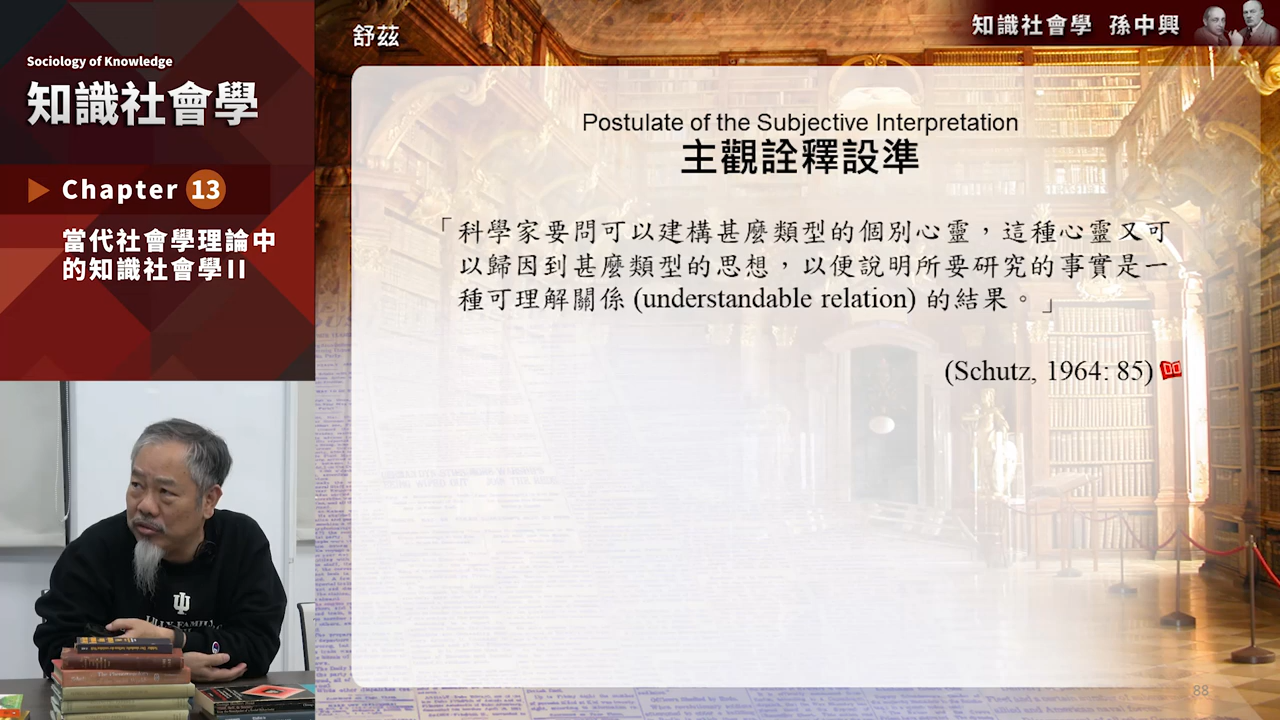 Sociology of Knowledge
知識社會學
Chapter 13
當代社會學理論中
的知識社會學II
舒茲
知識社會學 孫中興
Postulate of the Subjective Interpretation
主觀詮釋設準
「科學家要問可以建構甚麼類型的個別心靈，這種心靈又可
以歸因到甚麼類型的思想，以便說明所要研究的事實是一
種可理解關係 (understandable relation) 的結果。」
(Schutz, 1964: 85)
88